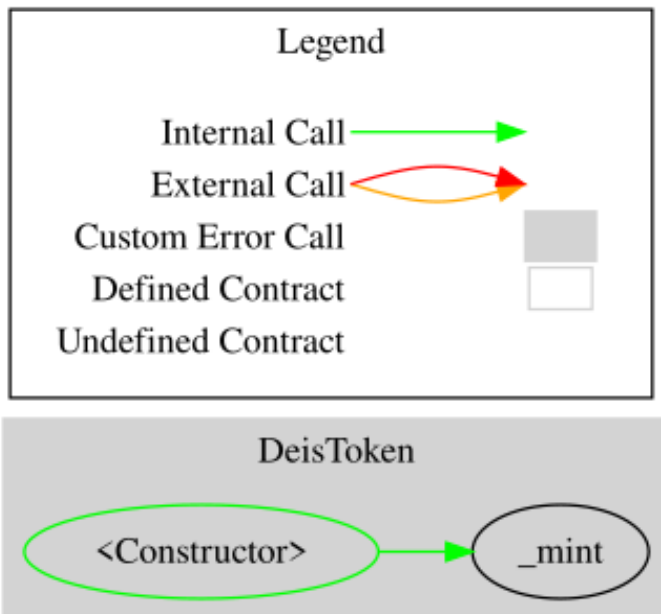 Legend
Internal Call
External Call
Custom Error Call
Defined Contract
Undefined Contract
DeisToken
<Constructor>
_mint